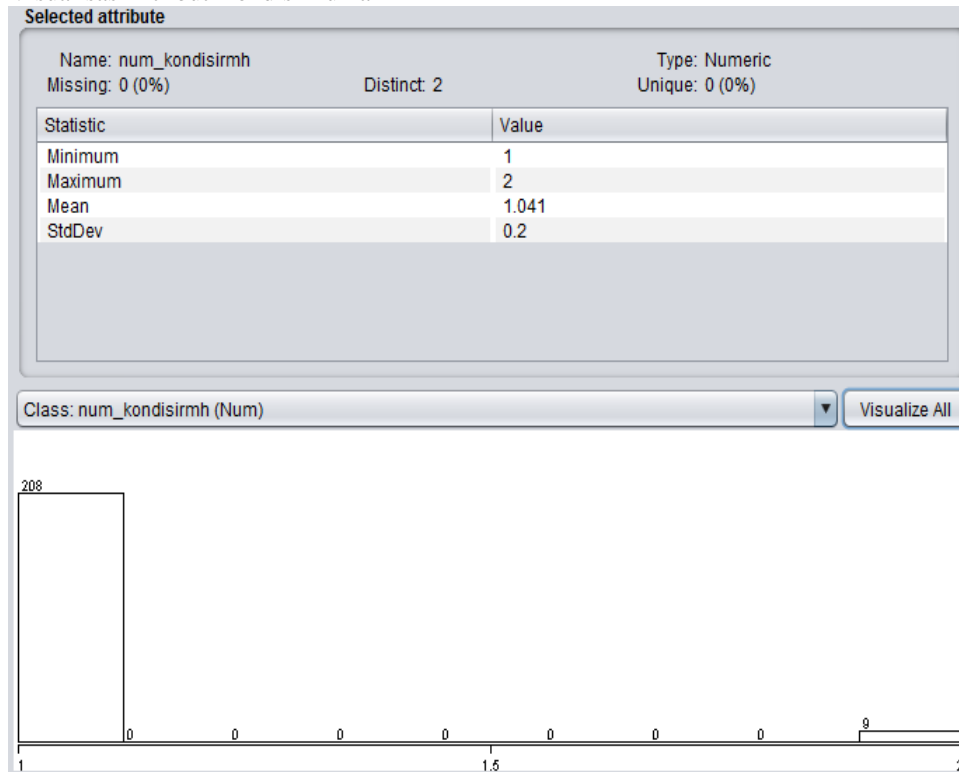 Selected attribute
Name: num_kondisirmh Type: Numeric
Missing: 0 (0%) Distinct: 2 Unique: 0 (0%)
Statistic Value
Minimum 1
Maximum 2
Mean 1.041
StdDev 0.2
Class: num_kondisirmh (Num) Visualize All
208
0 0 0 0 0 0 0 9
1 1.5 2